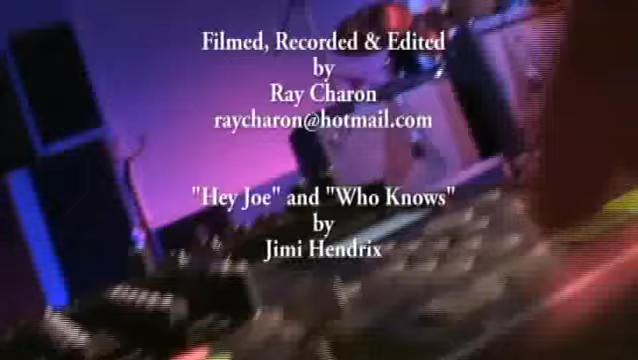 Filmed, Recorded & Edited
by
Ray Charon
raycharon@hotmail.com
"Hey Joe" and "Who Knows"
by
Jimi Hendrix